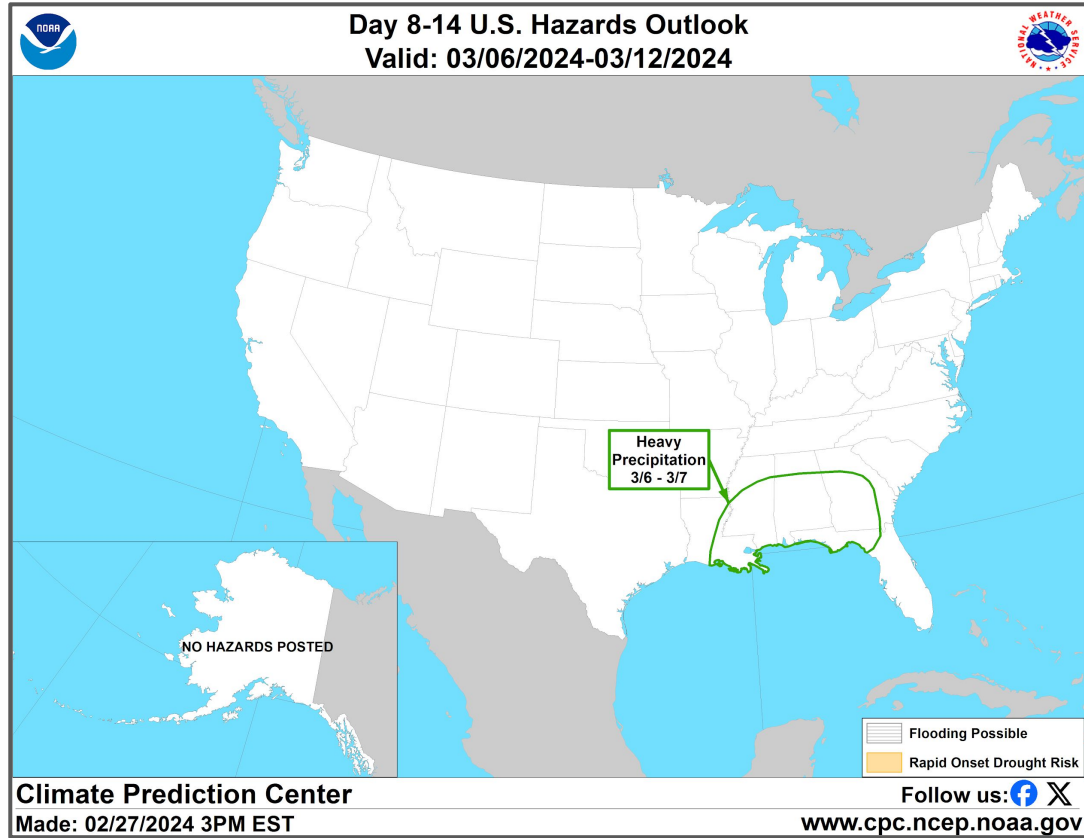 NOAA
Day 8-14 U.S. Hazards Outlook
Valid: 03/06/2024-03/12/2024
NATIONAL WEATHER SERVICE
Heavy
Precipitation
3/6 - 3/7
NO HAZARDS POSTED
Flooding Possible
Rapid Onset Drought Risk
Climate Prediction Center
Follow us:
Made: 02/27/2024 3PM EST
www.cpc.ncep.noaa.gov